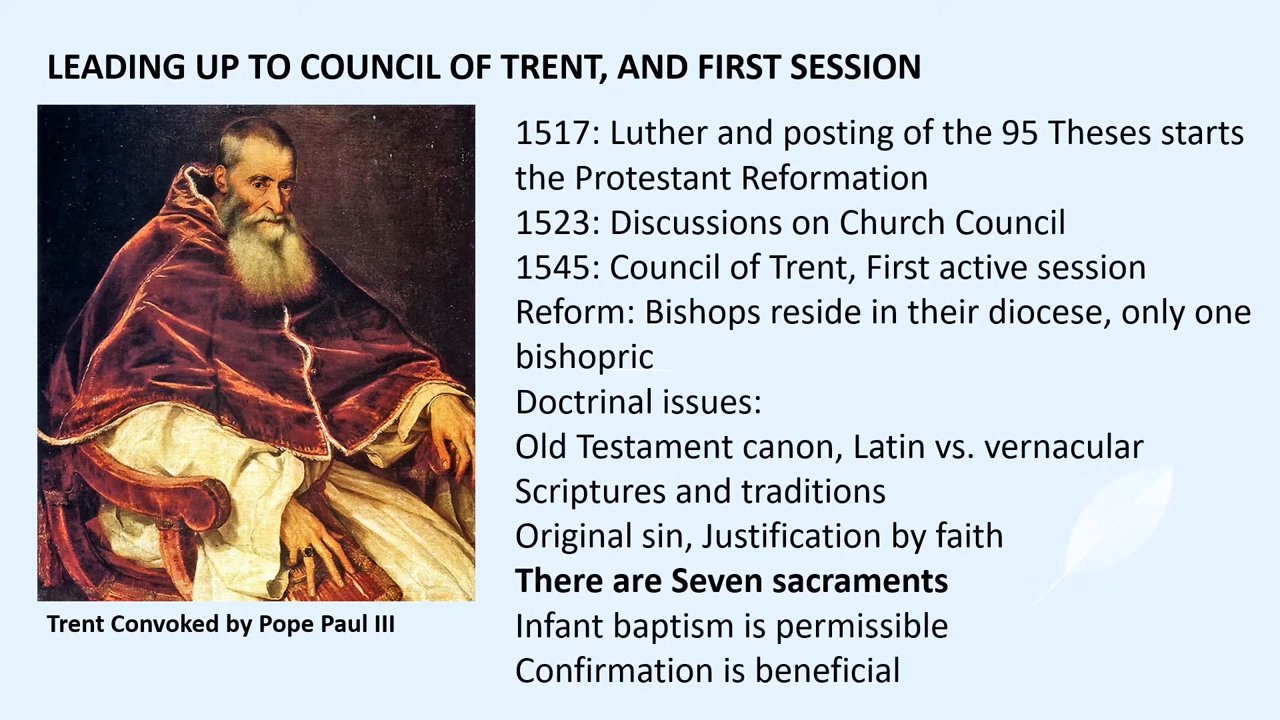 LEADING UP TO COUNCIL OF TRENT, AND FIRST SESSION
1517: Luther and posting of the 95 Theses starts
the Protestant Reformation
1523: Discussions on Church Council
1545: Council of Trent, First active session
Reform: Bishops reside in their diocese, only one
bishopric
Doctrinal issues:
Old Testament canon, Latin vs. vernacular
Scriptures and traditions
Original sin, Justification by faith
There are Seven sacraments
Infant baptism is permissible
Confirmation is beneficial
Trent Convoked by Pope Paul III